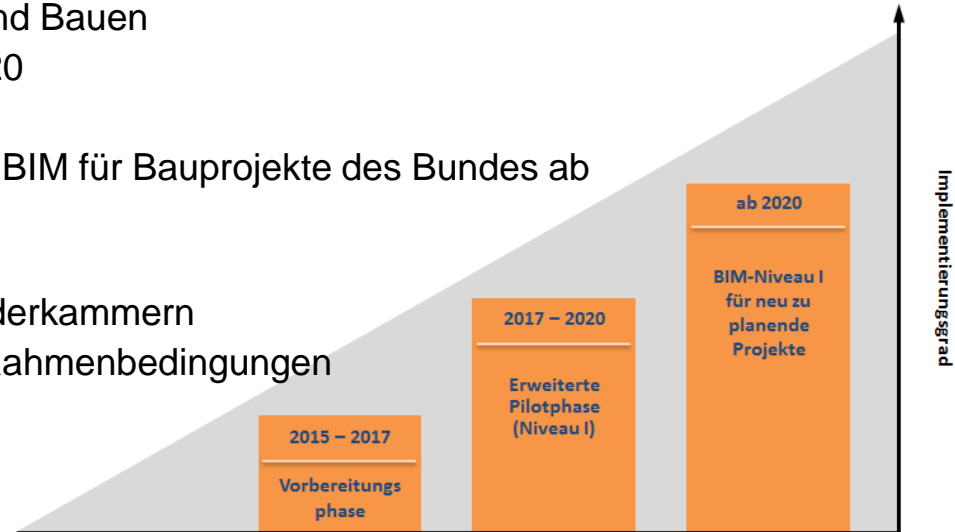 nd Bauen
20
BIM für Bauprojekte des Bundes ab
derkammern
Rahmenbedingungen
2015 – 2017
Vorbereitungs
phase
2017 – 2020
Erweiterte
Pilotphase
(Niveau I)
ab 2020
BIM-Niveau I
für neu zu
planende
Projekte
Implementierungsgrad